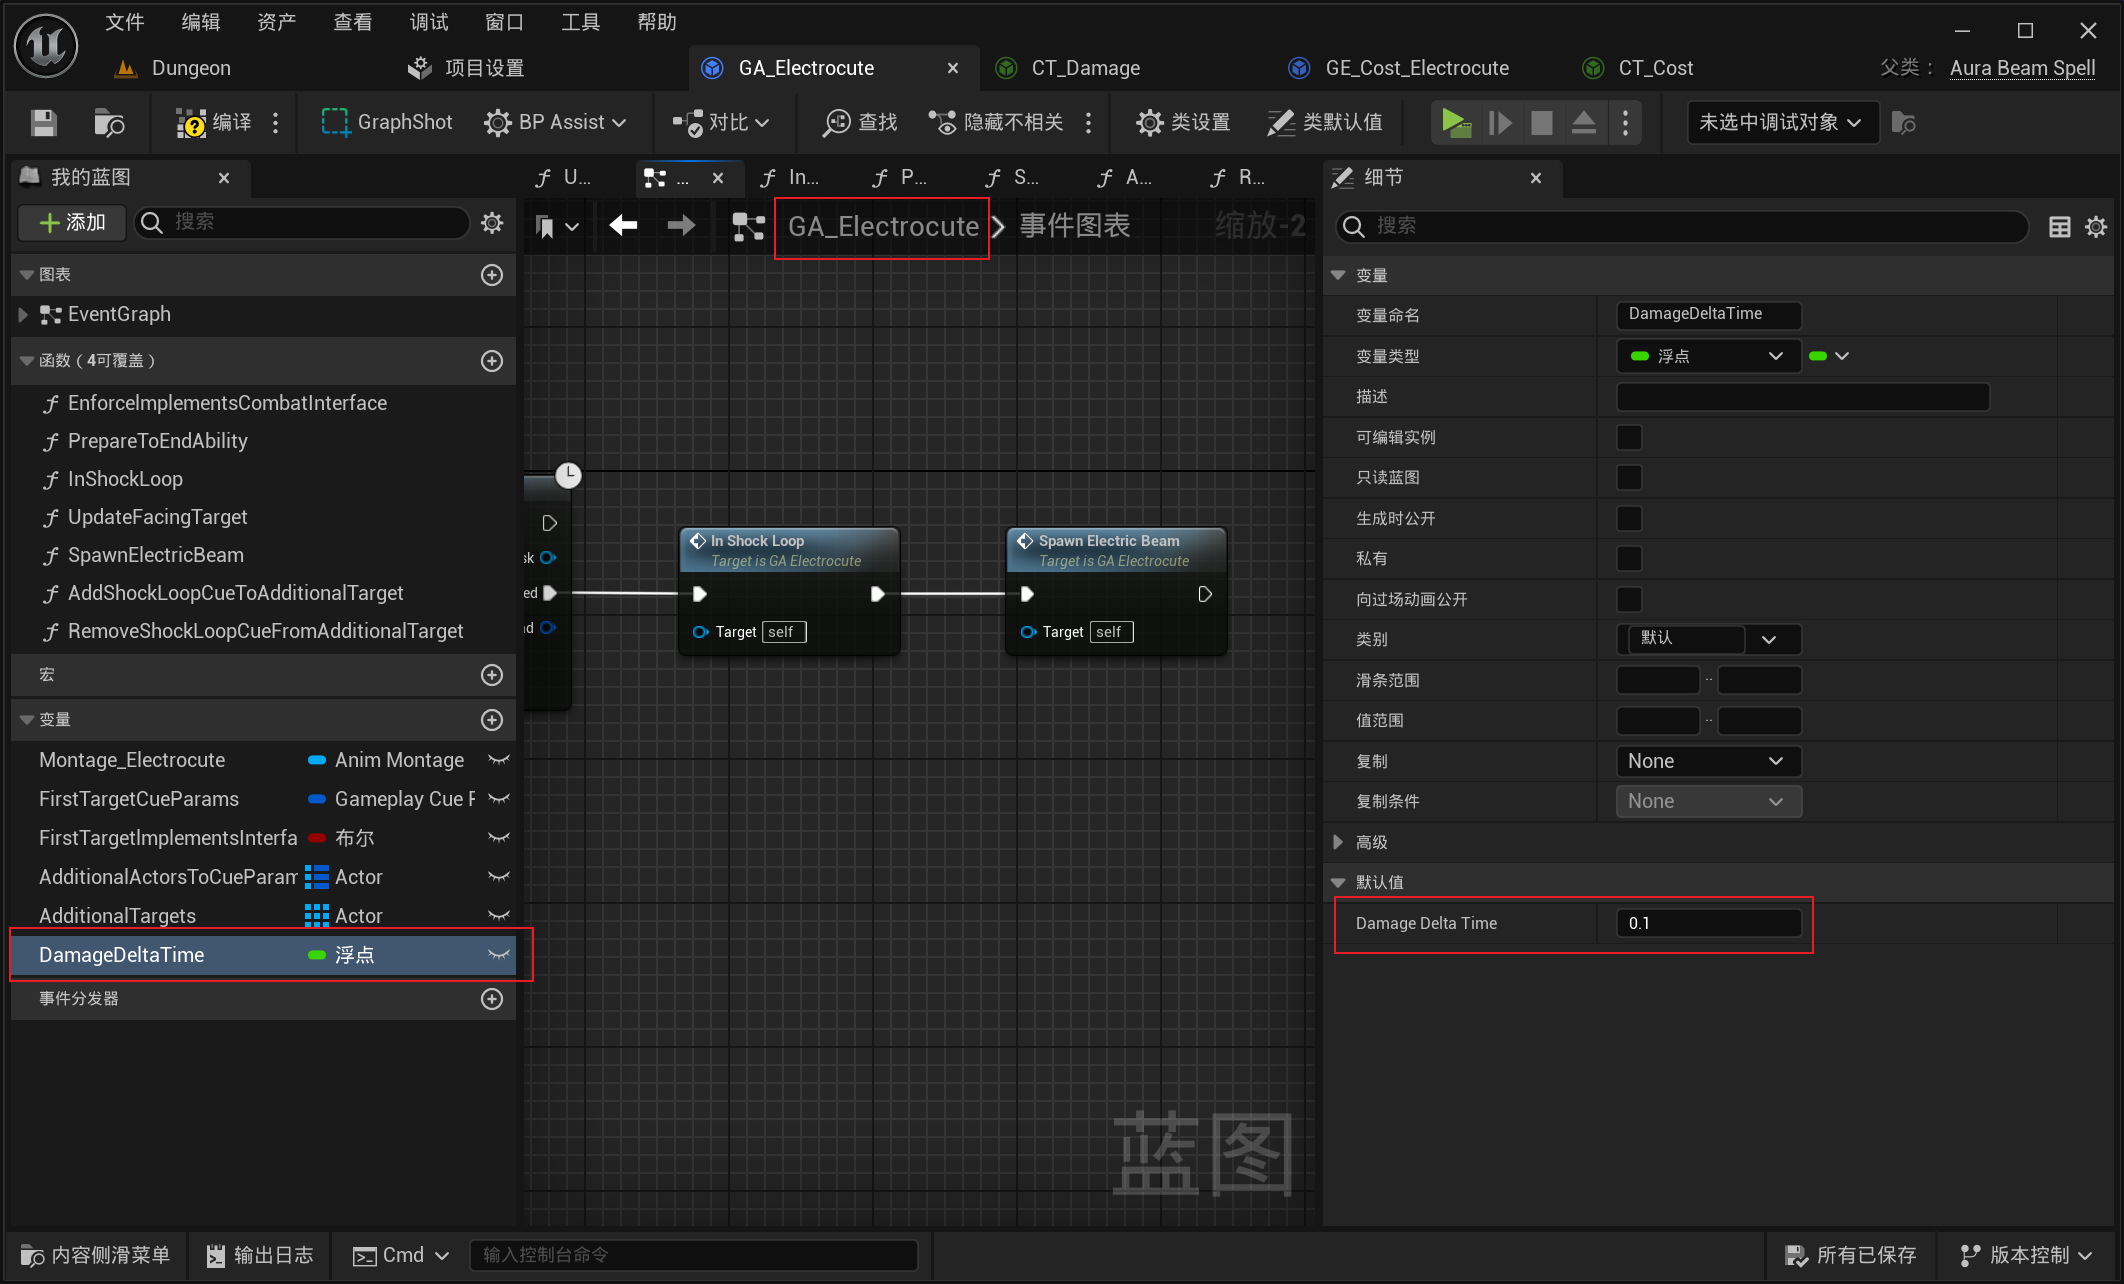 文件 编辑 资产 查看 调试 窗口 工具 帮助
Dungeon 项目设置 GA_Electrocute CT_Damage GE_Cost_Electrocute CT_Cost 父类： Aura Beam Spell
编译 GraphShot BP Assist 对比 查找 隐藏不相关 类设置 类默认值 未选中调试对象
我的蓝图
添加 搜索
图表
EventGraph
函数（4可覆盖）
EnforceImplementsCombatInterface
PrepareToEndAbility
InShockLoop
UpdateFacingTarget
SpawnElectricBeam
AddShockLoopCueToAdditionalTarget
RemoveShockLoopCueFromAdditionalTarget
宏
变量
Montage_Electrocute Anim Montage
FirstTargetCueParams Gameplay Cue P
FirstTargetImplementsInterfa 布尔
AdditionalActorsToCueParam Actor
AdditionalTargets Actor
DamageDeltaTime 浮点
事件分发器
U... ... In... P... S... A... R...
GA_Electrocute 事件图表 缩放-2
sk
ed
nd
In Shock Loop
Target is GA Electrocute
Target self
Spawn Electric Beam
Target is GA Electrocute
Target self
蓝图
细节
搜索
变量
变量命名 DamageDeltaTime
变量类型 浮点
描述
可编辑实例
只读蓝图
生成时公开
私有
向过场动画公开
类别 默认
滑条范围 ..
值范围 ..
复制 None
复制条件 None
高级
默认值
Damage Delta Time 0.1
内容侧滑菜单 输出日志 Cmd 输入控制台命令 所有已保存 版本控制